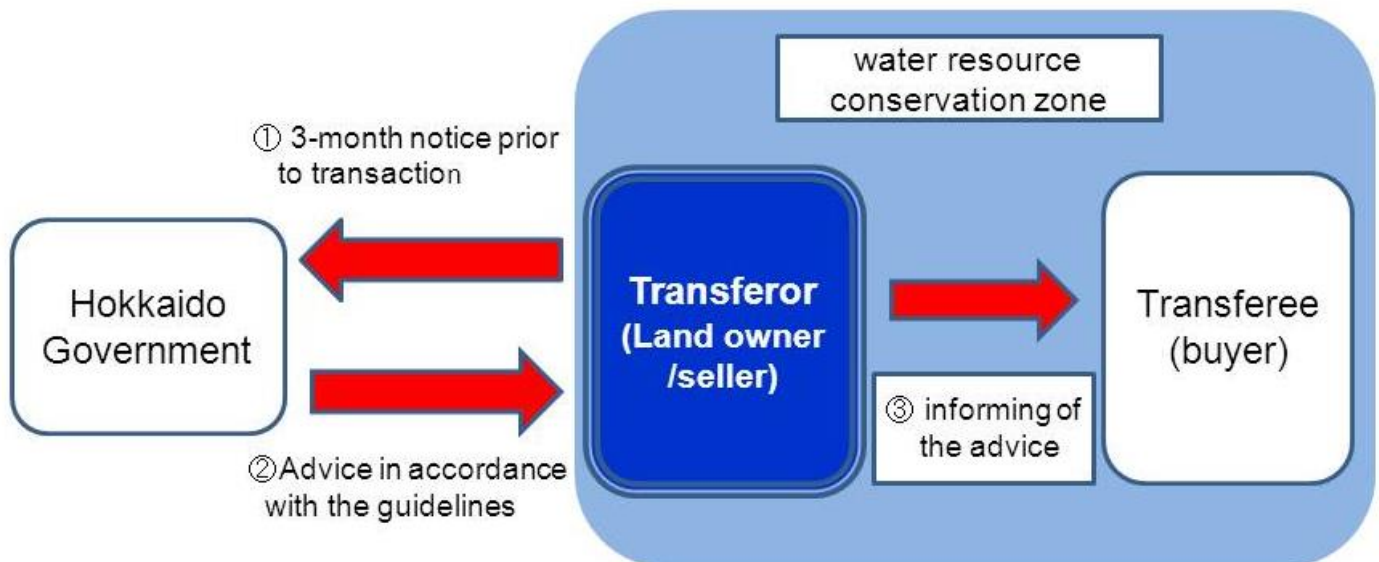 water resource
conservation zone
① 3-month notice prior
to transaction
Hokkaido
Government
Transferor
(Land owner
/seller)
Transferee
(buyer)
②Advice in accordance
with the guidelines
③ informing of
the advice